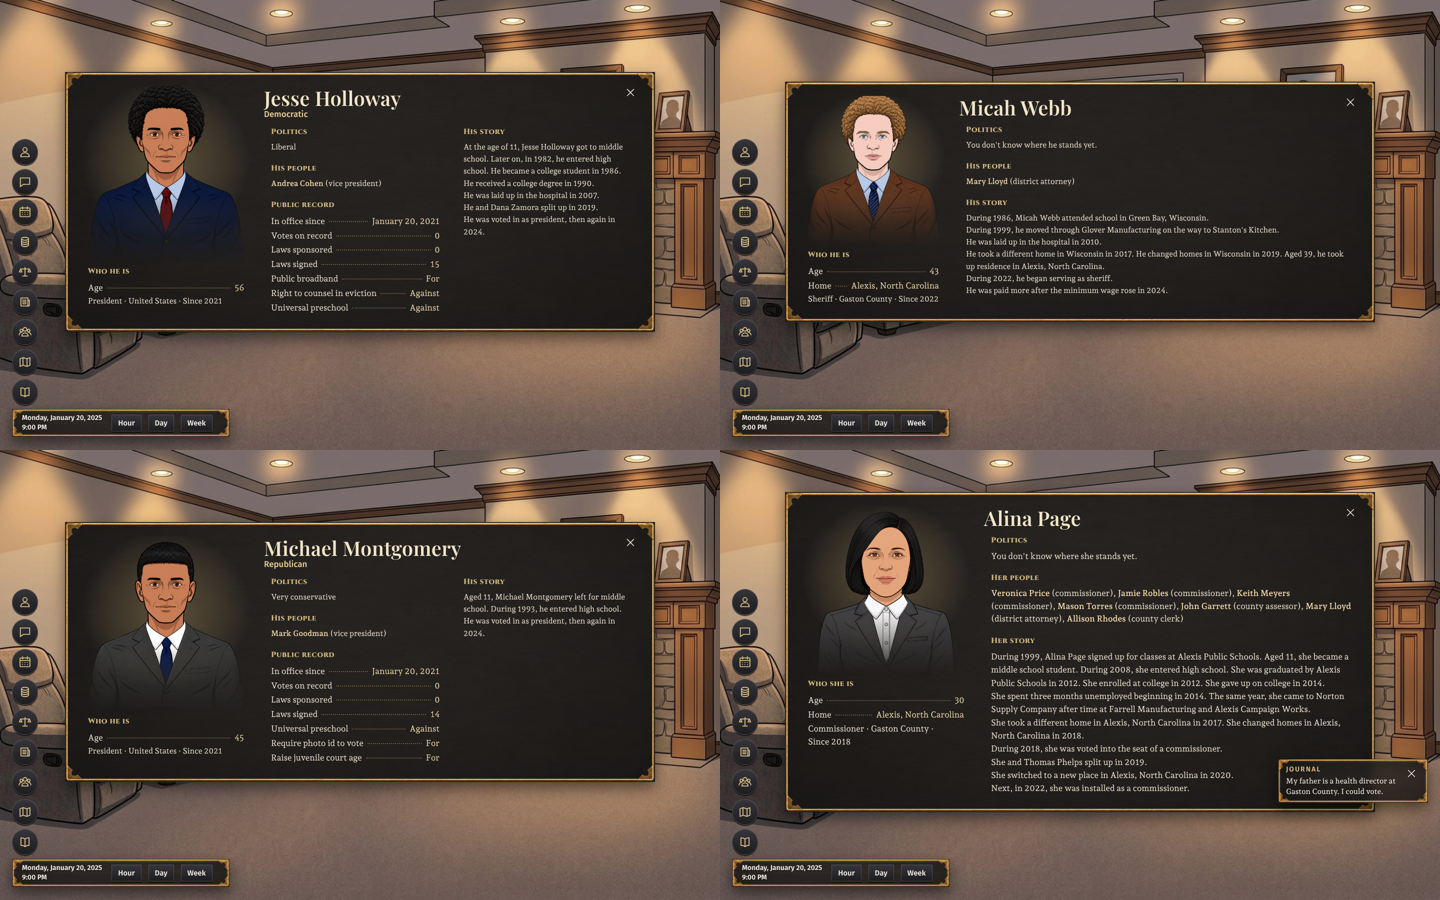 Jesse Holloway
Democratic
Politics
Liberal
His people
Andrea Cohen (vice president)
Public record
In office since January 20, 2021
Votes on record 0
Laws sponsored 0
Laws signed 15
Public broadband For
Right to counsel in eviction Against
Universal preschool Against
His story
At the age of 11, Jesse Holloway got to middle
school. Later on, in 1982, he entered high
school. He became a college student in 1986.
He received a college degree in 1990.
He was laid up in the hospital in 2007.
He and Dana Zamora split up in 2019.
He was voted in as president, then again in
2024.
Who he is
Age 56
President · United States · Since 2021
Monday, January 20, 2025
9:00 PM
Hour
Day
Week
Micah Webb
Politics
You don't know where he stands yet.
His people
Mary Lloyd (district attorney)
His story
During 1986, Micah Webb attended school in Green Bay, Wisconsin.
During 1999, he moved through Glover Manufacturing on the way to Stanton's Kitchen.
He was laid up in the hospital in 2010.
He took a different home in Wisconsin in 2017. He changed homes in Wisconsin in 2019. Aged 39, he made
up residence in Alexis, North Carolina.
During 2022, he began serving as sheriff.
He was paid more after the minimum wage rose in 2024.
Who he is
Age 43
Home Alexis, North Carolina
Sheriff · Gaston County · Since 2022
Monday, January 20, 2025
9:00 PM
Hour
Day
Week
Michael Montgomery
Republican
Politics
Very conservative
His people
Mark Goodman (vice president)
Public record
In office since January 20, 2021
Votes on record 0
Laws sponsored 0
Laws signed 14
Universal preschool Against
Require photo id to vote For
Raise juvenile court age For
His story
Aged 11, Michael Montgomery left for middle
school. During 1993, he entered high school.
He was voted in as president, then again in
2024.
Who he is
Age 45
President · United States · Since 2021
Monday, January 20, 2025
9:00 PM
Hour
Day
Week
Alina Page
Politics
You don't know where she stands yet.
Her people
Veronica Price (commissioner), Jamie Robles (commissioner), Keith Meyers
(commissioner), Mason Torres (commissioner), John Garrett (county assessor), Mary Lloyd
(district attorney), Allison Rhodes (county clerk)
Her story
During 1999, Alina Page signed up for classes at Alexis Public Schools. Aged 11, she became a
middle school student. During 2008, she entered high school. She was graduated by Alexis
Public Schools in 2012. She enrolled at college in 2012. She gave up on college in 2014.
She spent three months unemployed beginning in 2014. The same year, she came to Norton
Supply Company after time at Farrell Manufacturing and Alexis Campaign Works.
She took a different home in Alexis, North Carolina in 2017. She changed homes in Alexis,
North Carolina in 2018.
During 2018, she was voted into the seat of a commissioner.
She and Thomas Phelps split up in 2019.
She switched to a new place in Alexis, North Carolina in 2020.
Next, in 2022, she was installed as a commissioner.
Who she is
Age 30
Home Alexis, North Carolina
Commissioner · Gaston County ·
Since 2018
Journal
My father is a health director at
Gaston County. I could vote.
Monday, January 20, 2025
9:00 PM
Hour
Day
Week